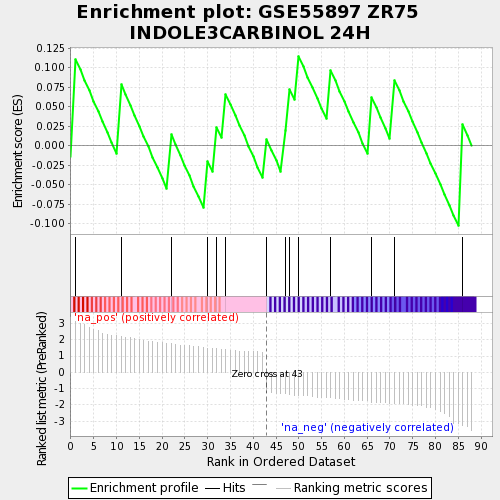 Enrichment plot: GSE55897 ZR75
INDOLE3CARBINOL 24H
Enrichment score (ES)
0.125
0.100
0.075
0.050
0.025
0.000
-0.025
-0.050
-0.075
-0.100
'na_pos' (positively correlated)
Ranked list metric (PreRanked)
3
2
1
0
-1
-2
-3
Zero cross at 43
'na_neg' (negatively correlated)
0 5 10 15 20 25 30 35 40 45 50 55 60 65 70 75 80 85 90
Rank in Ordered Dataset
Enrichment profile Hits Ranking metric scores